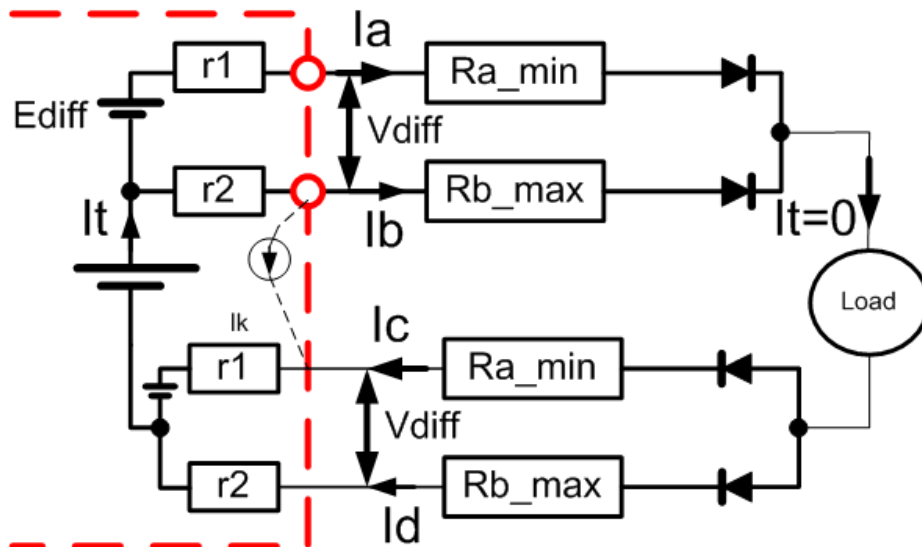 Ia
r1
Ra_min
Ediff
Vdiff
r2
Rb_max
It
Ib
It=0
Load
Ik
Ic
r1
Ra_min
Vdiff
r2
Rb_max
Id